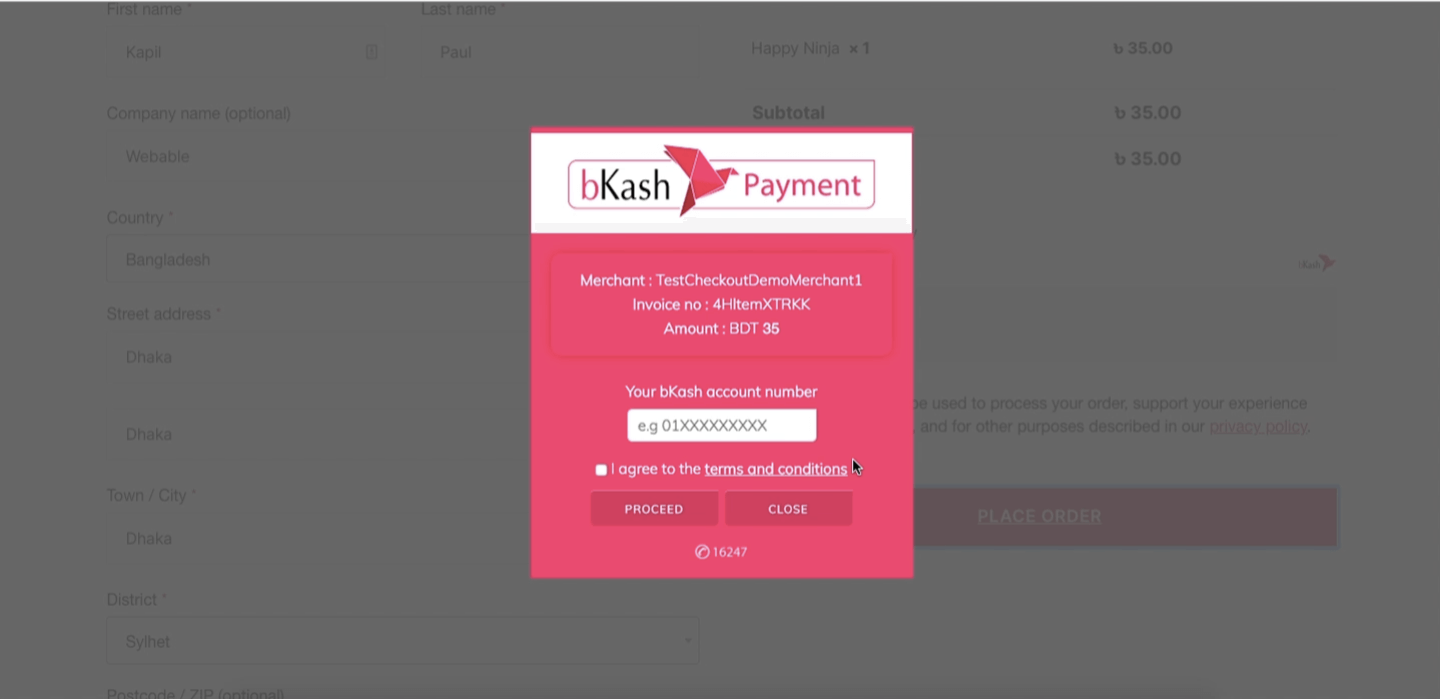 First name *
Last name *
Kapil
Paul
Company name (optional)
Webable
Country *
Bangladesh
Street address *
Dhaka
Dhaka
Town / City *
Dhaka
District *
Sylhet
Postcode / ZIP (optional)
Happy Ninja × 1
৳ 35.00
Subtotal
৳ 35.00
৳ 35.00
bKash
be used to process your order, support your experience
, and for other purposes described in our privacy policy.
PLACE ORDER
bKash Payment
Merchant : TestCheckoutDemoMerchant1
Invoice no : 4HItemXTRKK
Amount : BDT 35
Your bKash account number
e.g 01XXXXXXXXX
I agree to the terms and conditions
PROCEED
CLOSE
16247